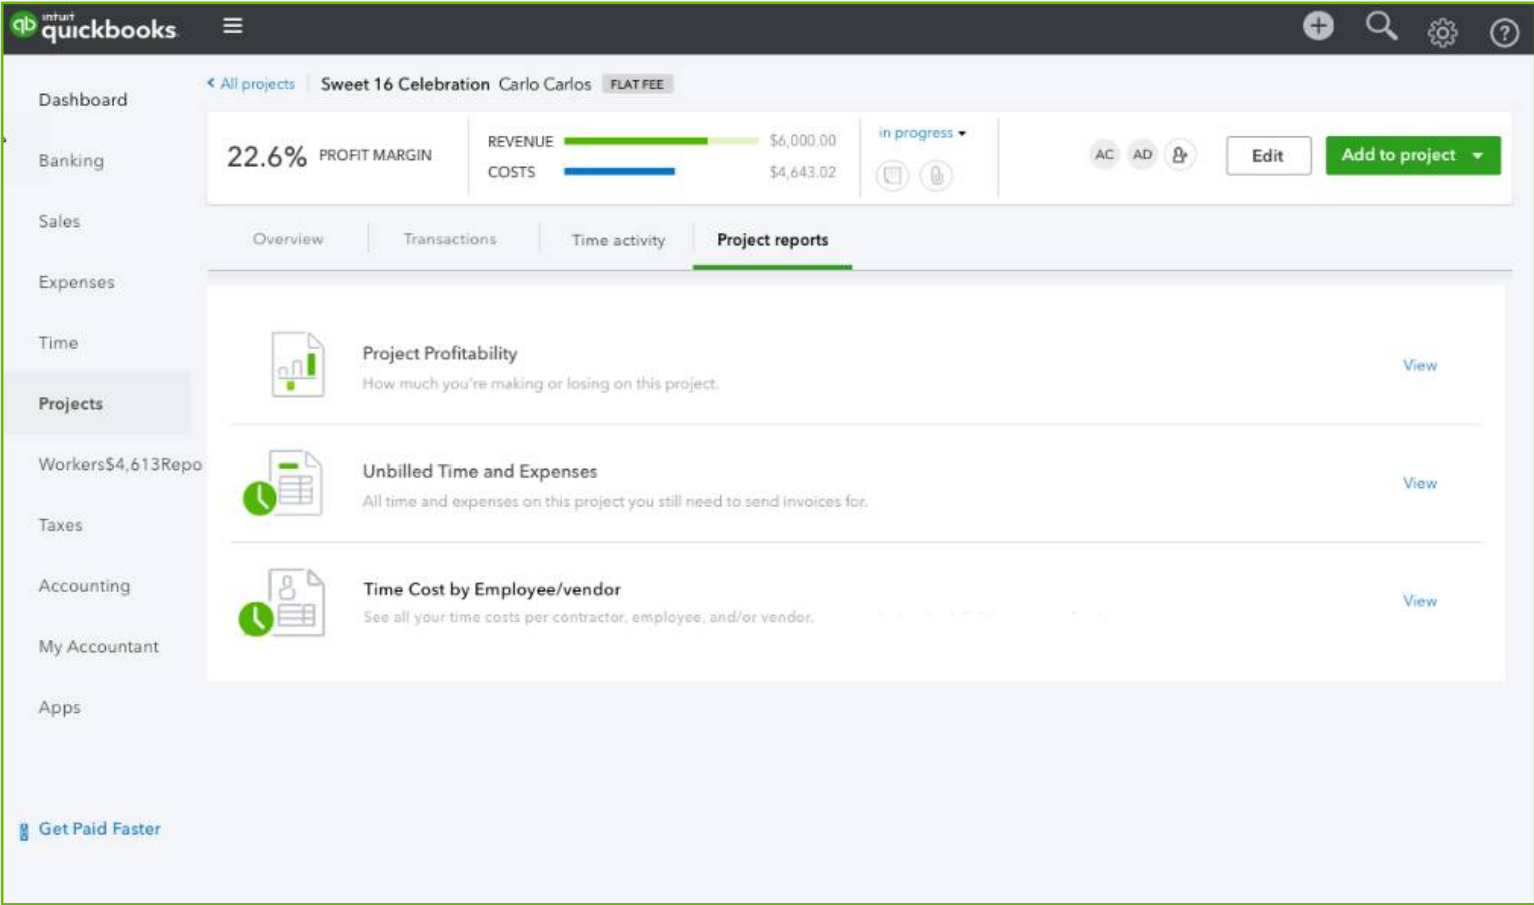 intuit
quickbooks
Dashboard
Banking
Sales
Expenses
Time
Projects
Workers$4,613Repo
Taxes
Accounting
My Accountant
Apps
Get Paid Faster
All projects
Sweet 16 Celebration Carlo Carlos FLAT FEE
22.6% PROFIT MARGIN
REVENUE $6,000.00
COSTS $4,643.02
in progress
AC AD
Edit
Add to project
Overview
Transactions
Time activity
Project reports
Project Profitability
How much you're making or losing on this project.
View
Unbilled Time and Expenses
All time and expenses on this project you still need to send invoices for.
View
Time Cost by Employee/vendor
See all your time costs per contractor, employee, and/or vendor.
View